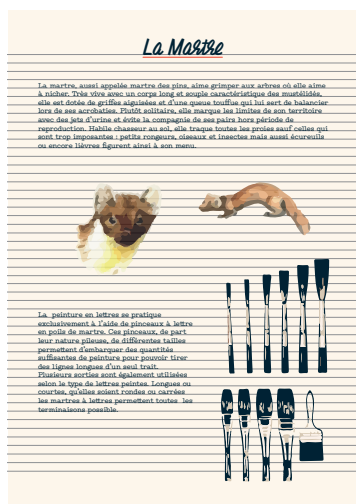 La Martre
La martre, aussi appelée martre des pins, aime grimper aux arbres où elle aime
à nicher. Très vive avec un corps long et souple caractéristique des mustélidés,
elle est dotée de griffes aiguisées et d'une queue touffue qui lui sert de balancier
lors de ses acrobaties. Plutôt solitaire, elle marque les limites de son territoire
avec des jets d'urine et évite la compagnie de ses pairs hors période de
reproduction. Habile chasseur au sol, elle traque toutes les proies sauf celles qui
sont trop imposantes : petits rongeurs, oiseaux et insectes mais aussi écureuils
ou encore lièvres figurent ainsi à son menu.
La peinture en lettres se pratique
exclusivement à l'aide de pinceaux à lettre
en poils de martre. Ces pinceaux, de part
leur nature pileuse, de différentes tailles
permettent d'embarquer des quantités
suffisantes de peinture pour pouvoir tirer
des lignes longues d'un seul trait.
Plusieurs sorties sont également utilisées
selon le type de lettres peintes. Longues ou
courtes, qu'elles soient rondes ou carrées
les martres à lettres permettent toutes les
terminaisons possible.